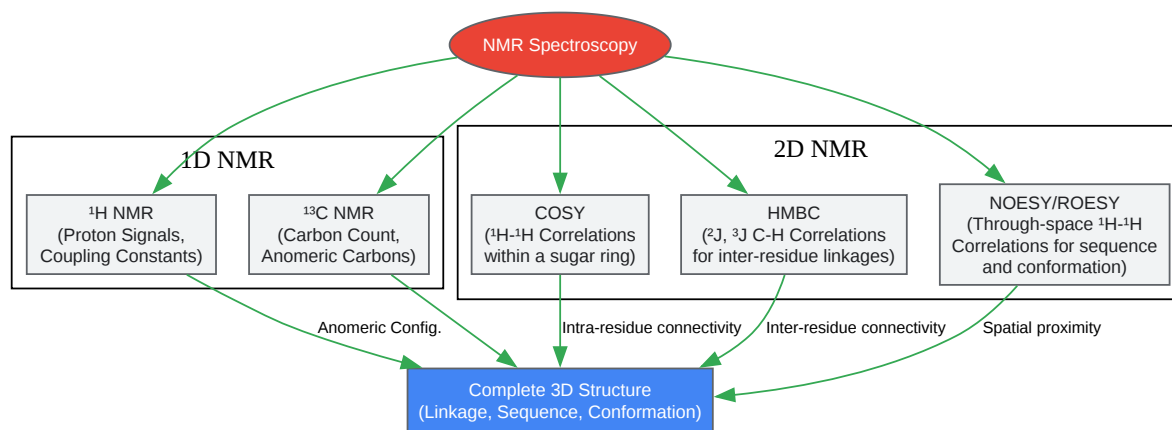 NMR Spectroscopy
1D NMR
2D NMR
¹H NMR
(Proton Signals,
Coupling Constants)
¹³C NMR
(Carbon Count,
Anomeric Carbons)
COSY
(¹H-¹H Correlations
within a sugar ring)
HMBC
(²J, ³J C-H Correlations
for inter-residue linkages)
NOESY/ROESY
(Through-space ¹H-¹H
Correlations for sequence
and conformation)
Anomeric Config.
Intra-residue connectivity
Inter-residue connectivity
Spatial proximity
Complete 3D Structure
(Linkage, Sequence, Conformation)